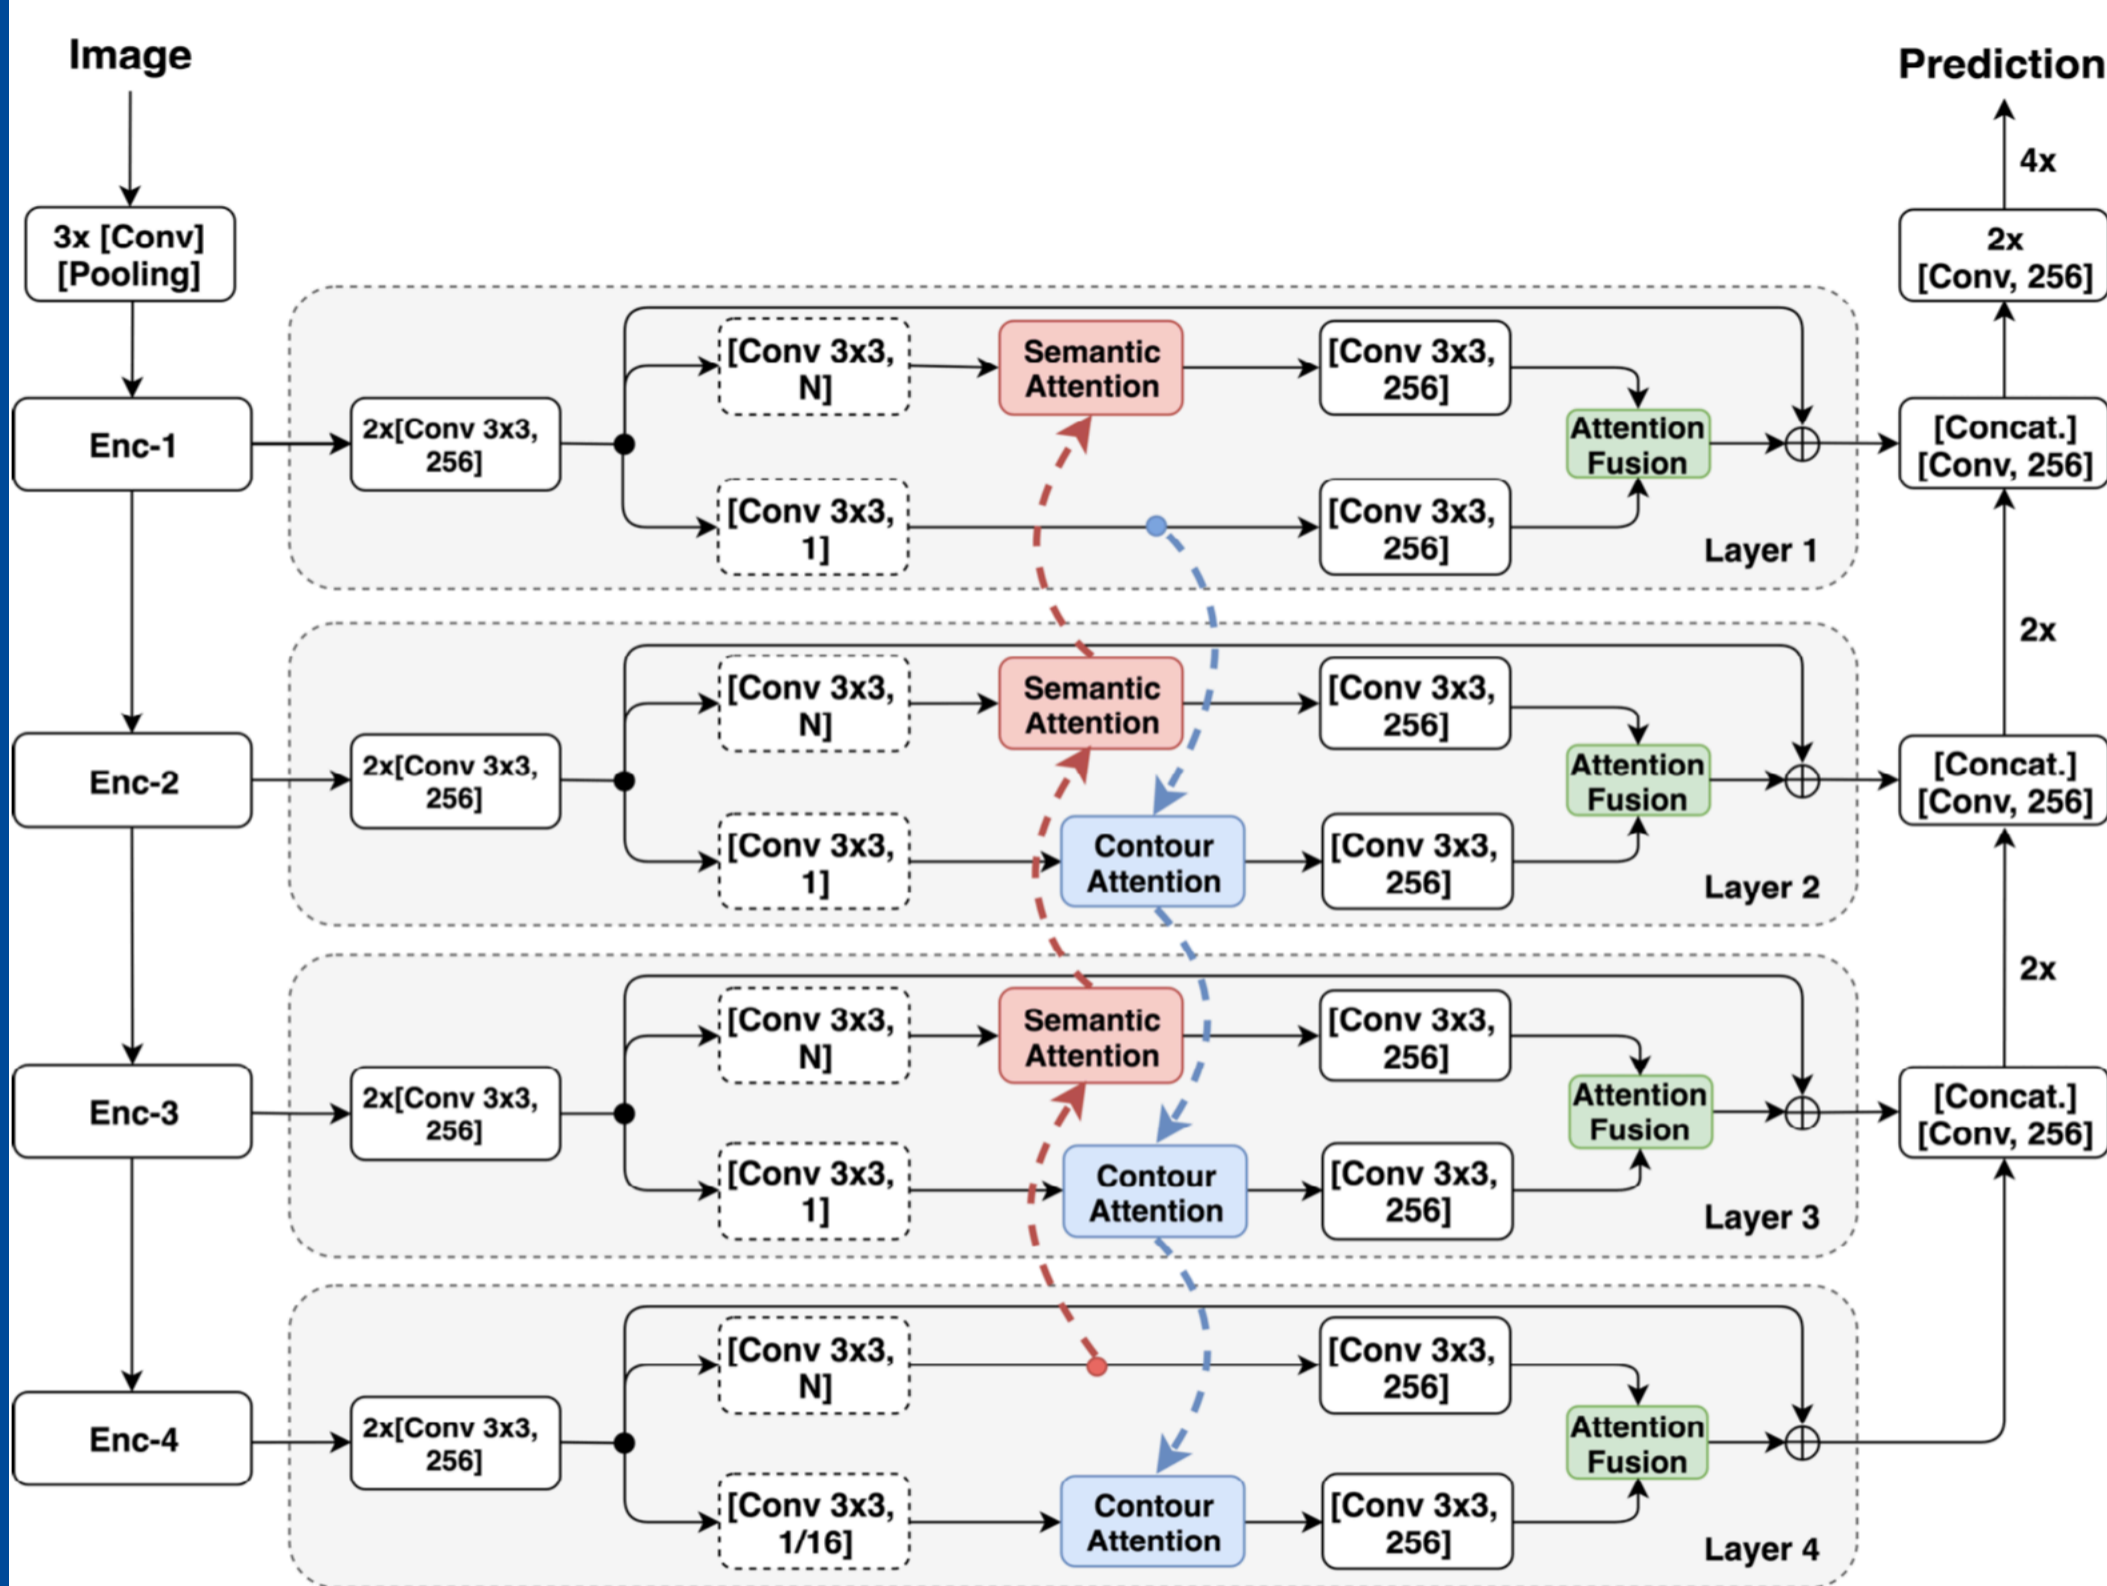 Image
Prediction
4x
3x [Conv]
[Pooling]
2x
[Conv, 256]
Enc-1
2x[Conv 3x3,
256]
[Conv 3x3,
N]
Semantic
Attention
[Conv 3x3,
256]
[Conv 3x3,
1]
[Conv 3x3,
256]
Attention
Fusion
Layer 1
[Concat.]
[Conv, 256]
2x
Enc-2
2x[Conv 3x3,
256]
[Conv 3x3,
N]
Semantic
Attention
[Conv 3x3,
256]
[Conv 3x3,
1]
Contour
Attention
[Conv 3x3,
256]
Attention
Fusion
Layer 2
[Concat.]
[Conv, 256]
2x
Enc-3
2x[Conv 3x3,
256]
[Conv 3x3,
N]
Semantic
Attention
[Conv 3x3,
256]
[Conv 3x3,
1]
Contour
Attention
[Conv 3x3,
256]
Attention
Fusion
Layer 3
[Concat.]
[Conv, 256]
Enc-4
2x[Conv 3x3,
256]
[Conv 3x3,
N]
[Conv 3x3,
256]
[Conv 3x3,
1/16]
Contour
Attention
[Conv 3x3,
256]
Attention
Fusion
Layer 4